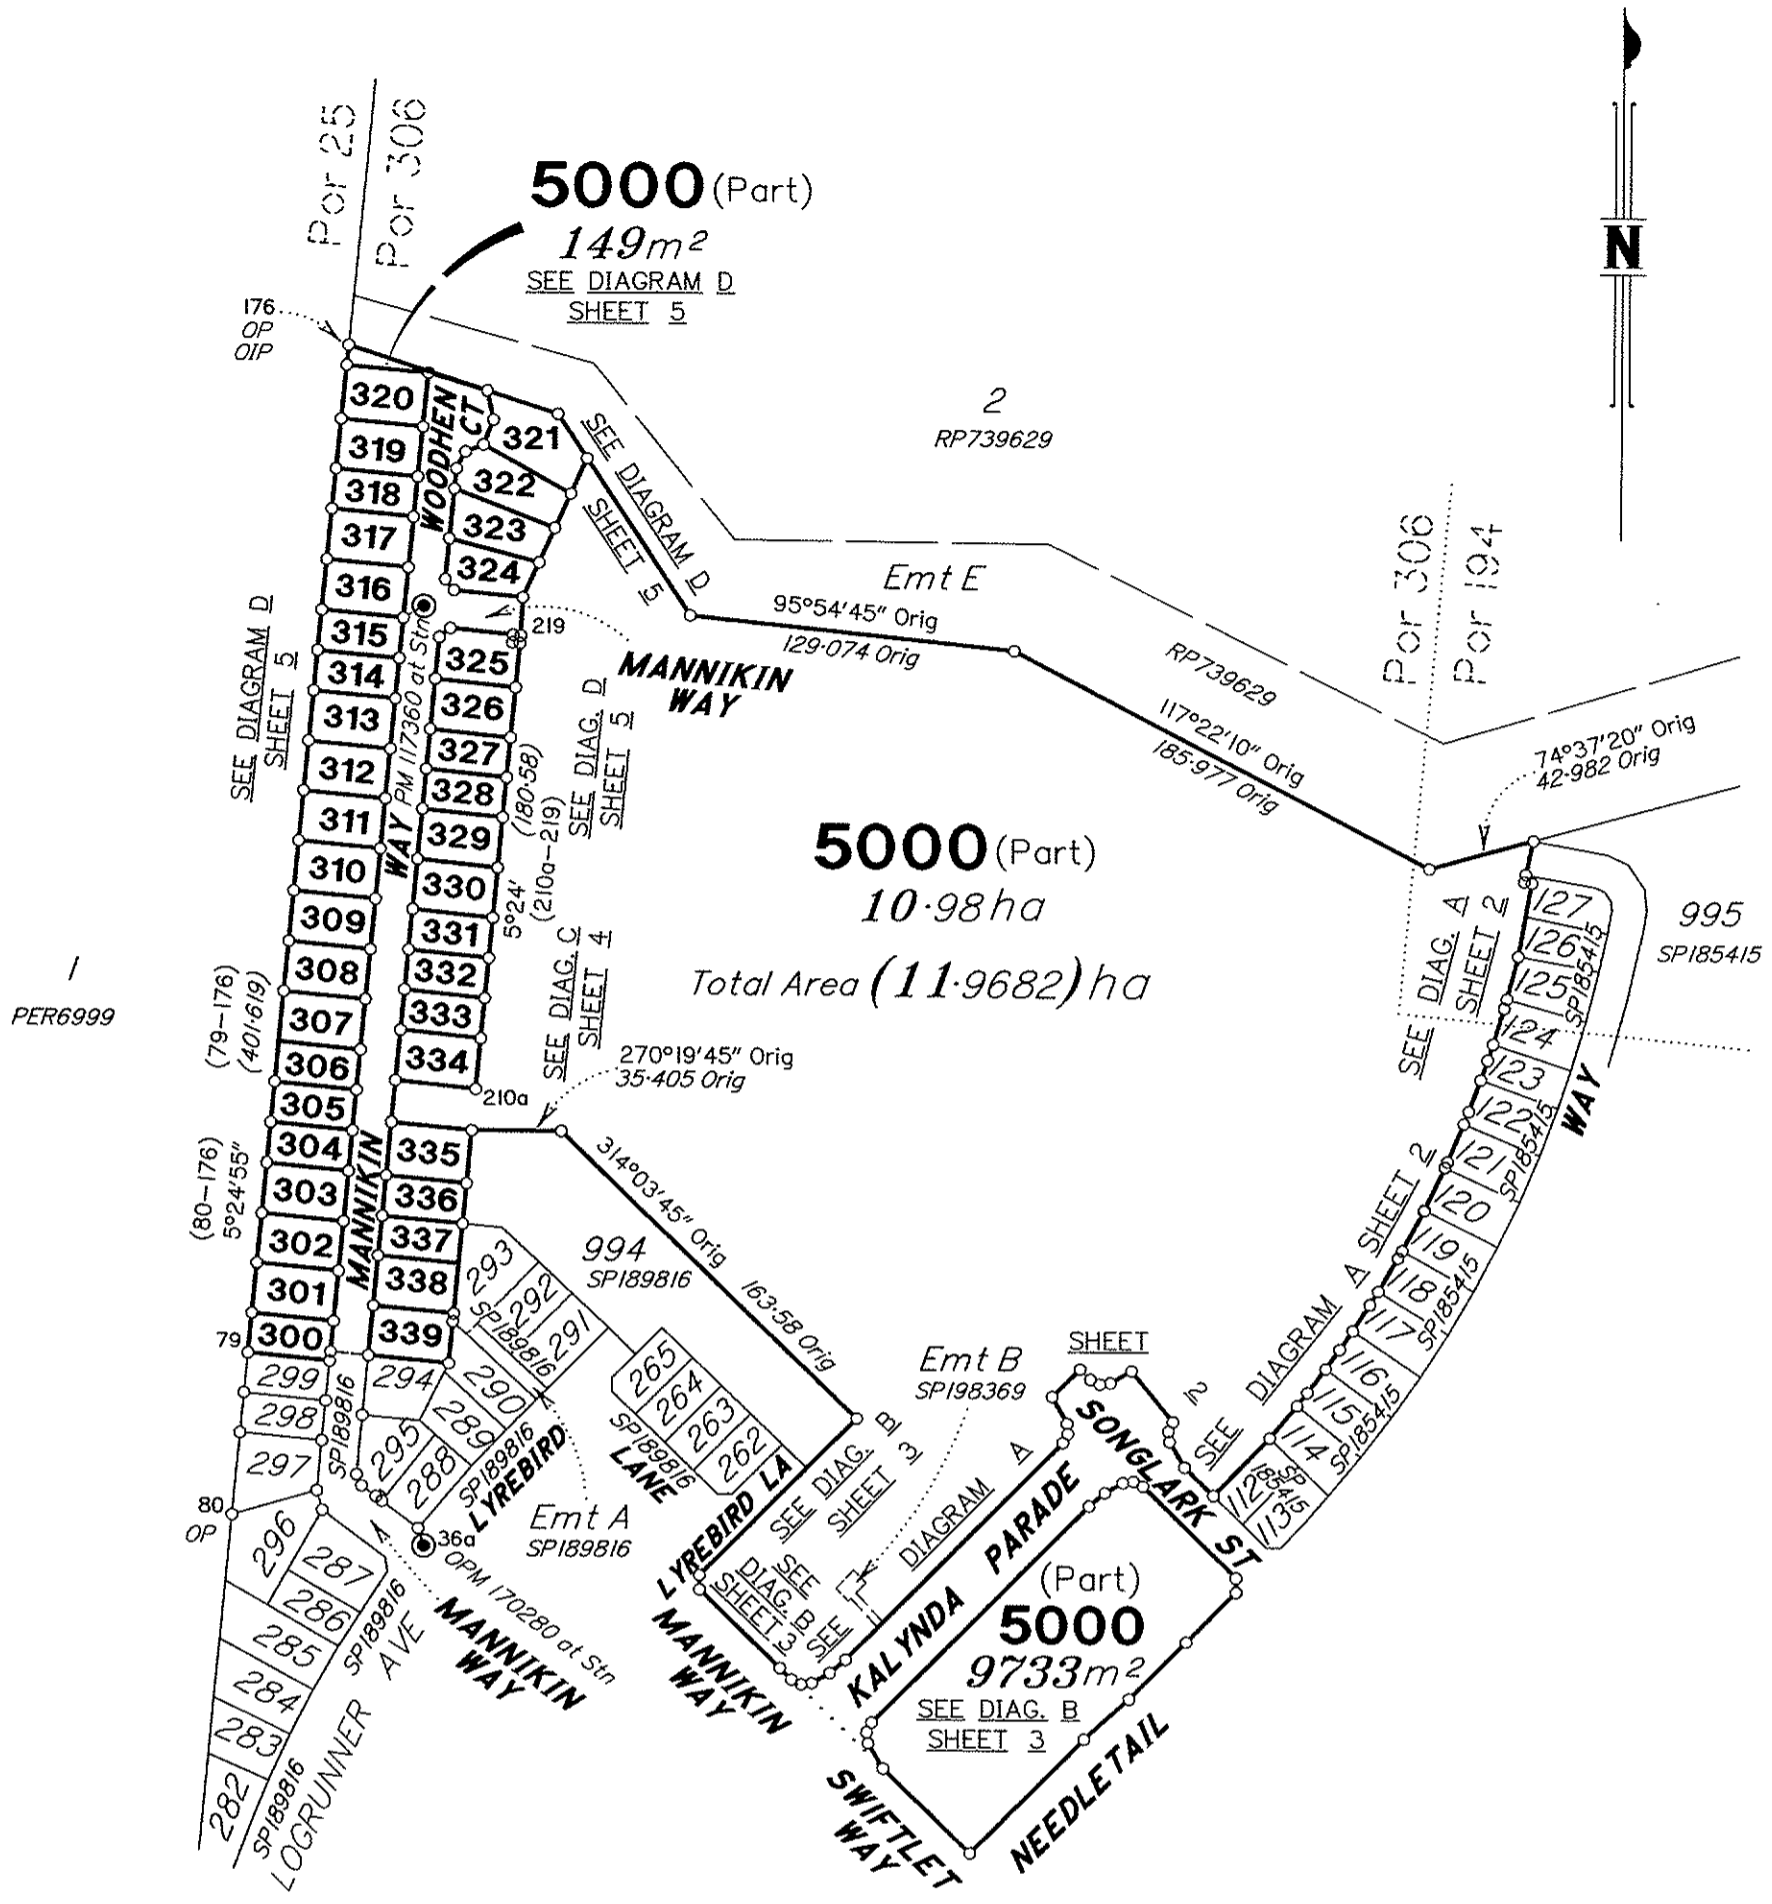 Por 25
Por 306
5000 (Part)
149m²
SEE DIAGRAM D
SHEET 5
N
176
OP
OIP
320
319
318
317
316
315
314
313
312
311
310
309
308
307
306
305
304
303
302
301
300
WOODHEN
CT
321
322
323
324
SEE DIAGRAM D
SHEET 5
2
RP739629
Emt E
95°54'45" Orig
129·074 Orig
RP739629
117°22'10" Orig
185·977 Orig
Por 306
Por 194
74°37'20" Orig
42·982 Orig
219
MANNIKIN
WAY
PM 117360 at Stn
SEE DIAGRAM D
SHEET 5
325
326
327
328
329
330
331
332
333
334
SEE DIAG. D
SHEET 5
(180·58)
(210a-219)
5°24'
SEE DIAG. C
SHEET 4
5000 (Part)
10·98ha
Total Area (11·9682) ha
1
PER6999
(79-176)
(401·619)
(80-176)
5°24'55"
WAY
MANNIKIN
210a
270°19'45" Orig
35·405 Orig
314°03'45" Orig
163·58 Orig
335
336
337
338
339
994
SP189816
293
292
291
SP189816
290
289
288
SP189816
294
295
SP189816
79
299
298
297
80
OP
296
287
286
285
284
283
282
SP189816
SP189816
LOGRUNNER AVE
36a
OPM 170280 at Stn
MANNIKIN
WAY
LYREBIRD
LANE
Emt A
SP189816
265
264
263
262
SP189816
LYREBIRD LA
SEE DIAG. B
SHEET 3
SEE
DIAG. B
SHEET 3
MANNIKIN
WAY
Emt B
SP198369
SEE
DIAGRAM
A
SHEET
2
KALYNDA PARADE
SONGLARK ST
(Part)
5000
9733m²
SEE DIAG. B
SHEET 3
SWIFTLET
WAY
NEEDLETAIL
SEE DIAGRAM A SHEET 2
SEE DIAG. A
SHEET 2
995
SP185415
WAY
127
126
125
SP185415
124
123
122
121
SP185415
120
119
118
117
SP185415
116
115
114
SP185415
112
SP
185415
1136